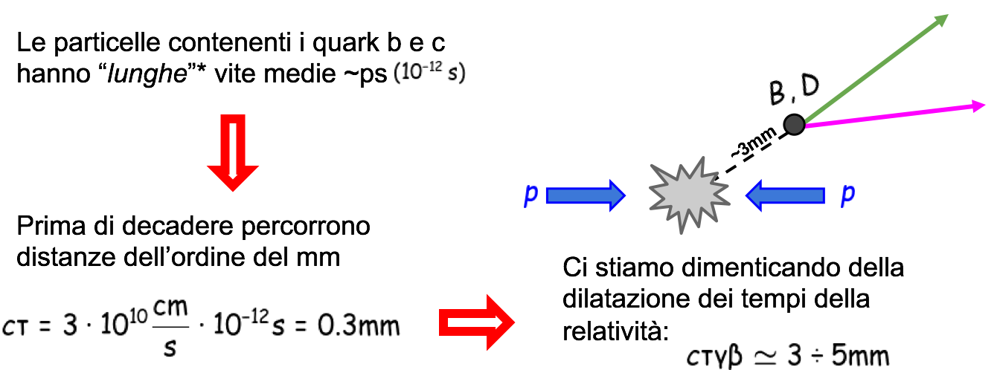 Le particelle contenenti i quark b e c
hanno “lunghe”* vite medie ~ps (10⁻¹² s)
Prima di decadere percorrono
distanze dell’ordine del mm
cτ = 3 · 10¹⁰ cm/s · 10⁻¹² s = 0.3mm
B, D
~3mm
p
p
Ci stiamo dimenticando della
dilatazione dei tempi della
relatività:
cτγβ ≃ 3 ÷ 5mm